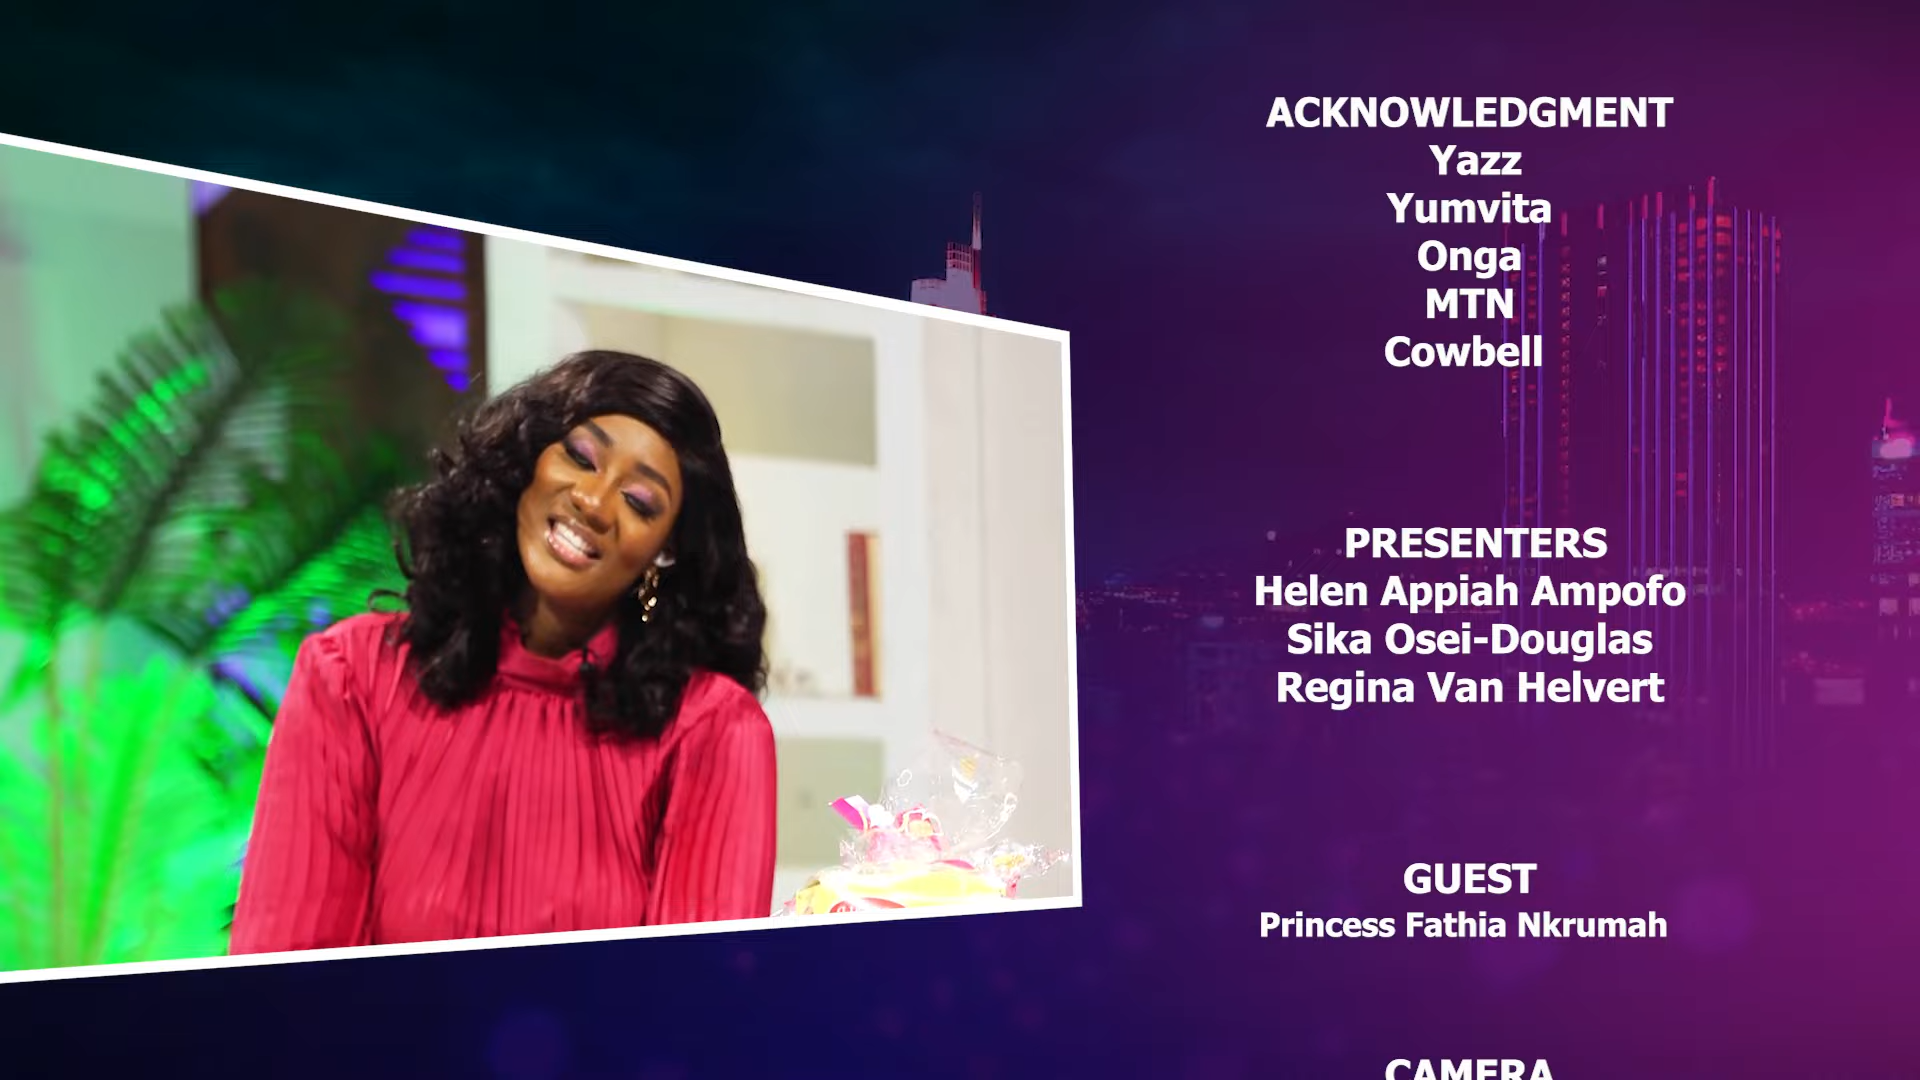 ACKNOWLEDGMENT
Yazz
Yumvita
Onga
MTN
Cowbell
PRESENTERS
Helen Appiah Ampofo
Sika Osei-Douglas
Regina Van Helvert
GUEST
Princess Fathia Nkrumah
CAMERA